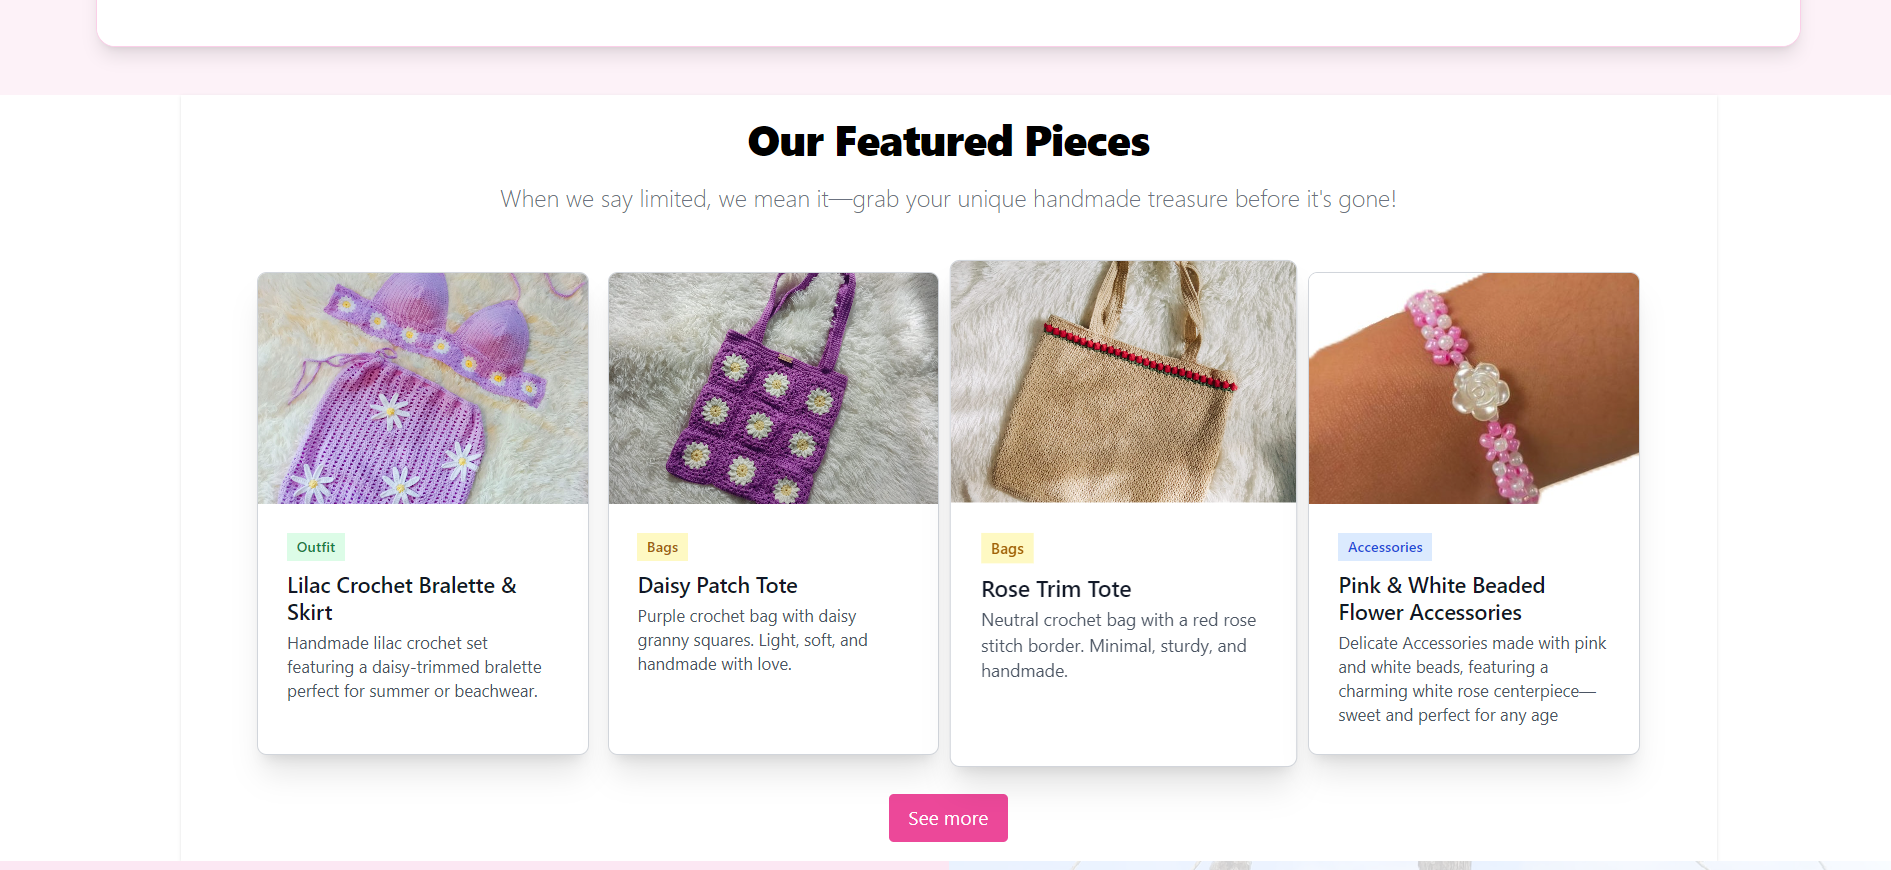 Our Featured Pieces
When we say limited, we mean it—grab your unique handmade treasure before it's gone!
Outfit
Lilac Crochet Bralette &
Skirt
Handmade lilac crochet set
featuring a daisy-trimmed bralette
perfect for summer or beachwear.
Bags
Daisy Patch Tote
Purple crochet bag with daisy
granny squares. Light, soft, and
handmade with love.
Bags
Rose Trim Tote
Neutral crochet bag with a red rose
stitch border. Minimal, sturdy, and
handmade.
Accessories
Pink & White Beaded
Flower Accessories
Delicate Accessories made with pink
and white beads, featuring a
charming white rose centerpiece—
sweet and perfect for any age
See more